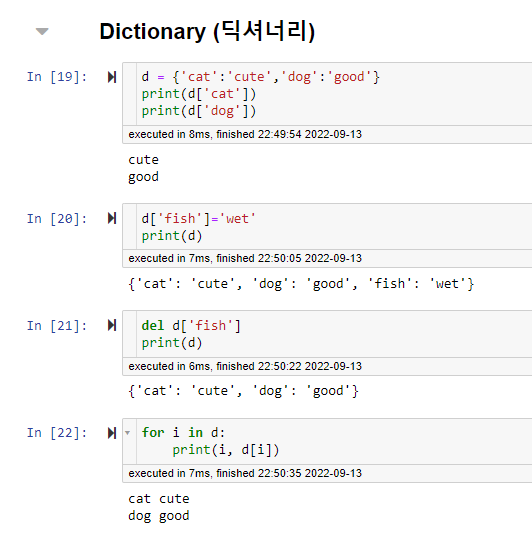 Dictionary (딕셔너리)
In [19]:
d = {'cat':'cute','dog':'good'}
print(d['cat'])
print(d['dog'])
executed in 8ms, finished 22:49:54 2022-09-13
cute
good
In [20]:
d['fish']='wet'
print(d)
executed in 7ms, finished 22:50:05 2022-09-13
{'cat': 'cute', 'dog': 'good', 'fish': 'wet'}
In [21]:
del d['fish']
print(d)
executed in 6ms, finished 22:50:22 2022-09-13
{'cat': 'cute', 'dog': 'good'}
In [22]:
for i in d:
    print(i, d[i])
executed in 7ms, finished 22:50:35 2022-09-13
cat cute
dog good